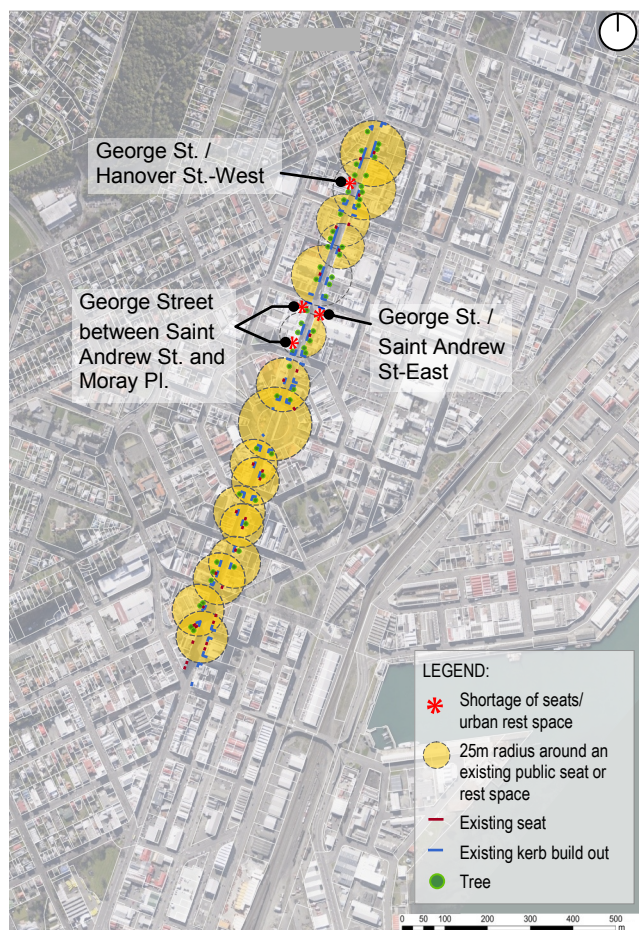 George St. /
Hanover St.-West
George Street
between Saint
Andrew St. and
Moray Pl.
George St. /
Saint Andrew
St-East
LEGEND:
Shortage of seats/
urban rest space
25m radius around an
existing public seat or
rest space
Existing seat
Existing kerb build out
Tree
0 50 100 200 300 400 500
m